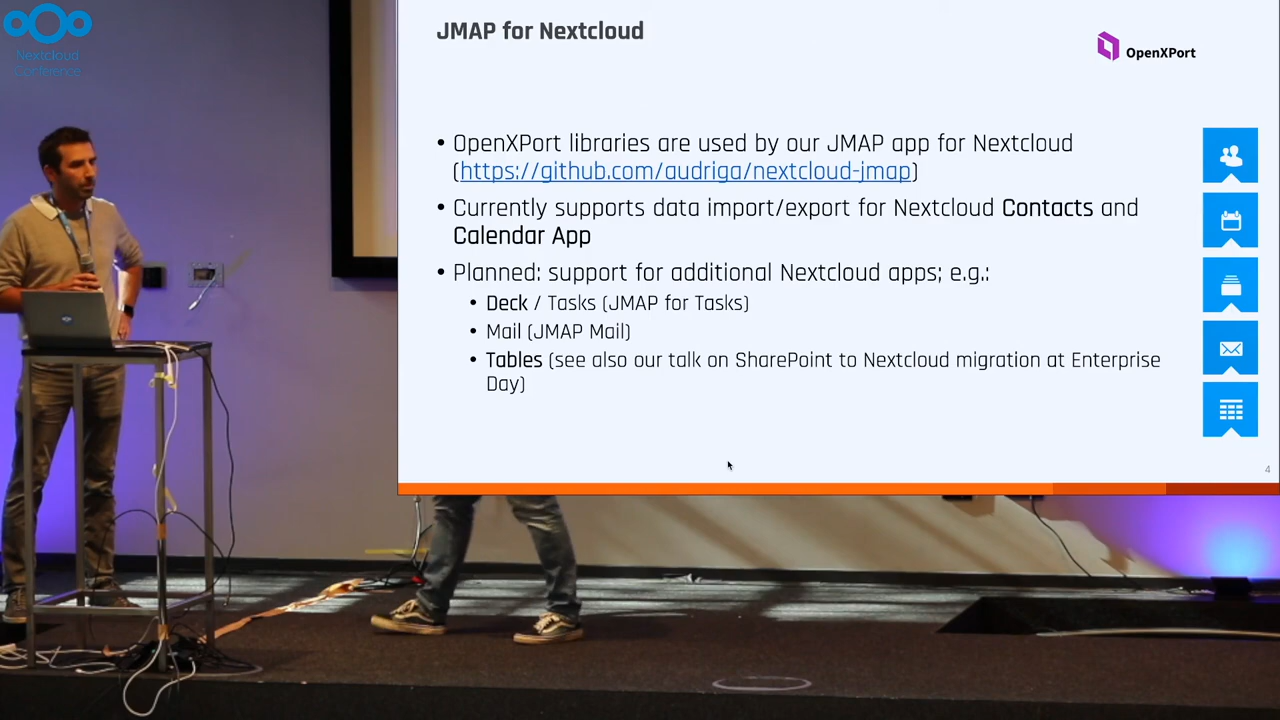 Nextcloud
Conference
JMAP for Nextcloud
OpenXPort
• OpenXPort libraries are used by our JMAP app for Nextcloud
(https://github.com/audriga/nextcloud-jmap)
• Currently supports data import/export for Nextcloud Contacts and
Calendar App
• Planned: support for additional Nextcloud apps; e.g.:
• Deck / Tasks (JMAP for Tasks)
• Mail (JMAP Mail)
• Tables (see also our talk on SharePoint to Nextcloud migration at Enterprise
Day)
4